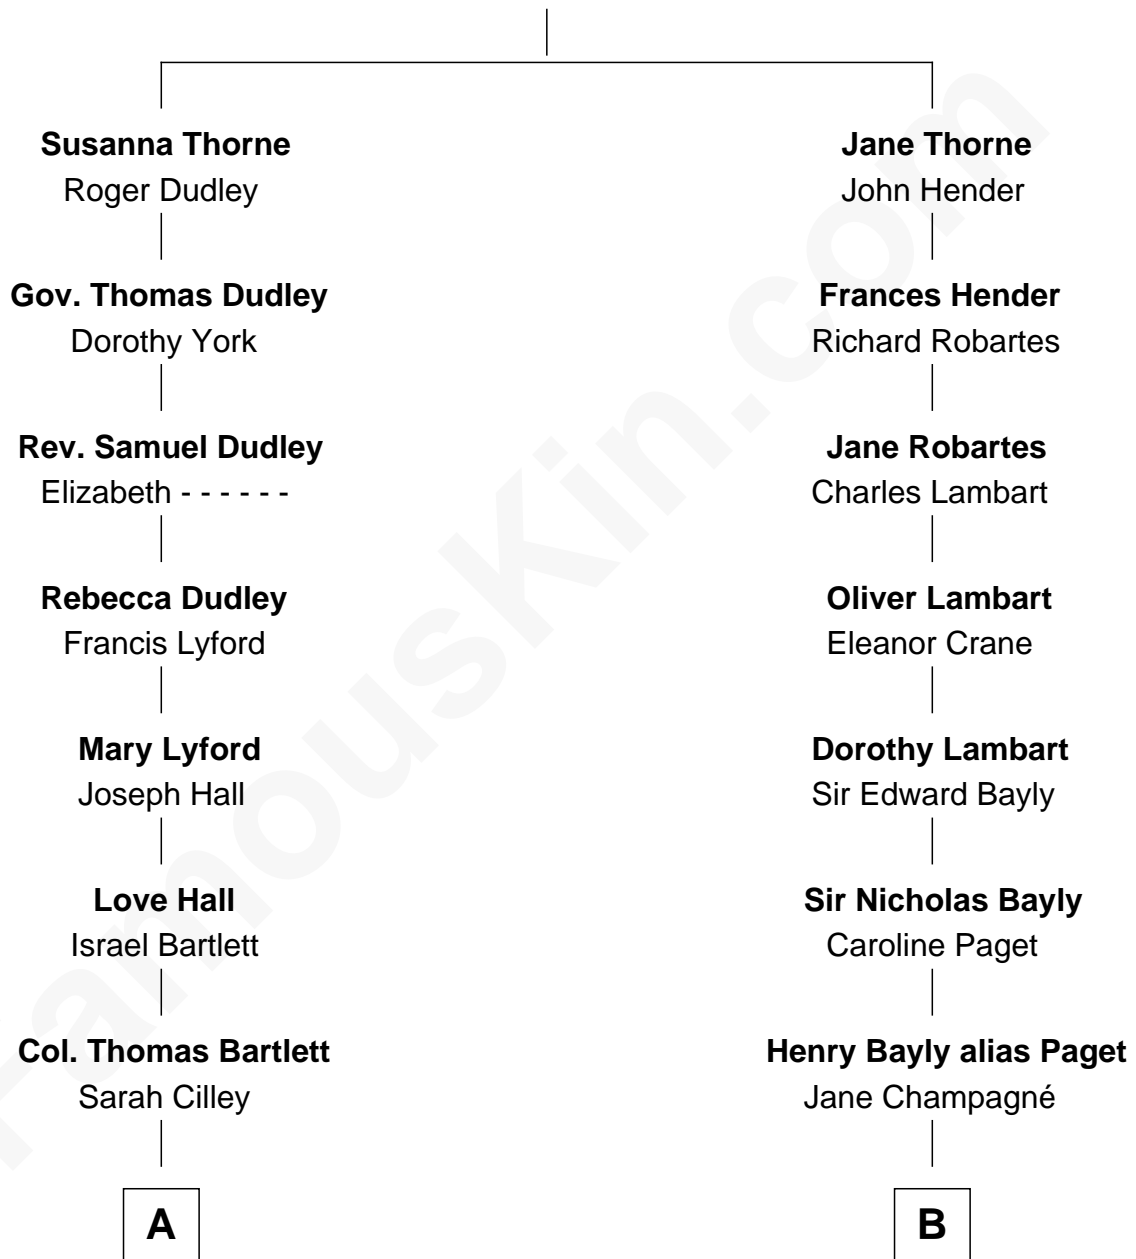 Susanna Thorne
Roger Dudley
Gov. Thomas Dudley
Dorothy York
Rev. Samuel Dudley
Elizabeth - - - - - -
Rebecca Dudley
Francis Lyford
Mary Lyford
Joseph Hall
Love Hall
Israel Bartlett
Col. Thomas Bartlett
Sarah Cilley
A
Jane Thorne
John Hender
Frances Hender
Richard Robartes
Jane Robartes
Charles Lambart
Oliver Lambart
Eleanor Crane
Dorothy Lambart
Sir Edward Bayly
Sir Nicholas Bayly
Caroline Paget
Henry Bayly alias Paget
Jane Champagné
B
FamousKin.com